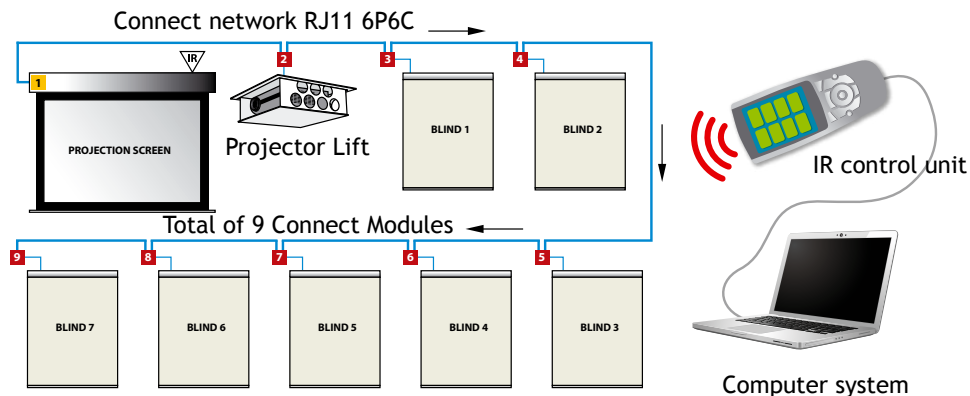 Connect network RJ11 6P6C
IR
1
2
3
4
PROJECTION SCREEN
Projector Lift
BLIND 1
BLIND 2
IR control unit
Total of 9 Connect Modules
9
8
7
6
5
BLIND 7
BLIND 6
BLIND 5
BLIND 4
BLIND 3
Computer system